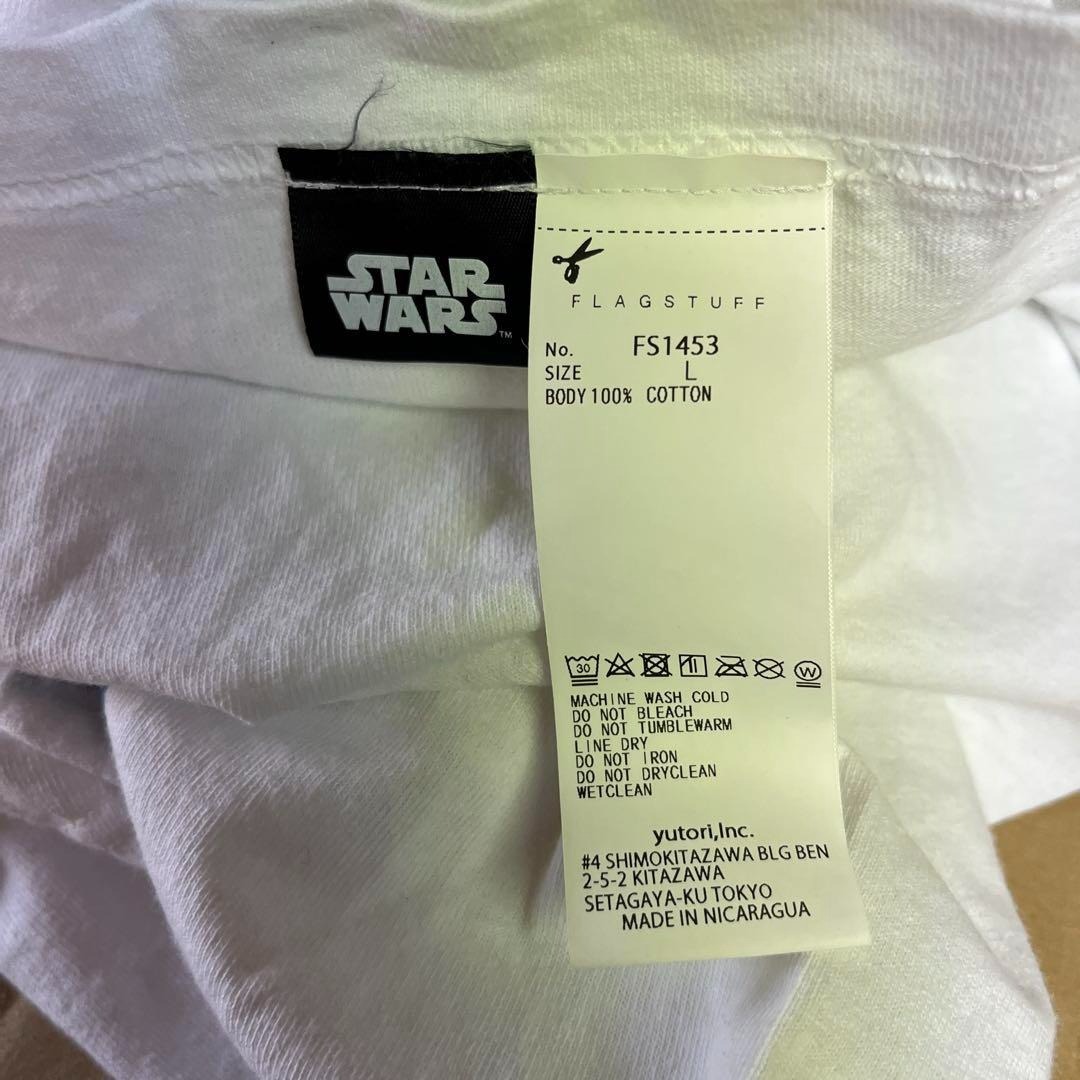 STAR
WARS
TM
FLAGSTUFF
No. FS1453
SIZE L
BODY 100% COTTON
30
W
MACHINE WASH COLD
DO NOT BLEACH
DO NOT TUMBLEWARM
LINE DRY
DO NOT IRON
DO NOT DRYCLEAN
WETCLEAN
yutori,Inc.
#4 SHIMOKITAZAWA BLG BEN
2-5-2 KITAZAWA
SETAGAYA-KU TOKYO
MADE IN NICARAGUA